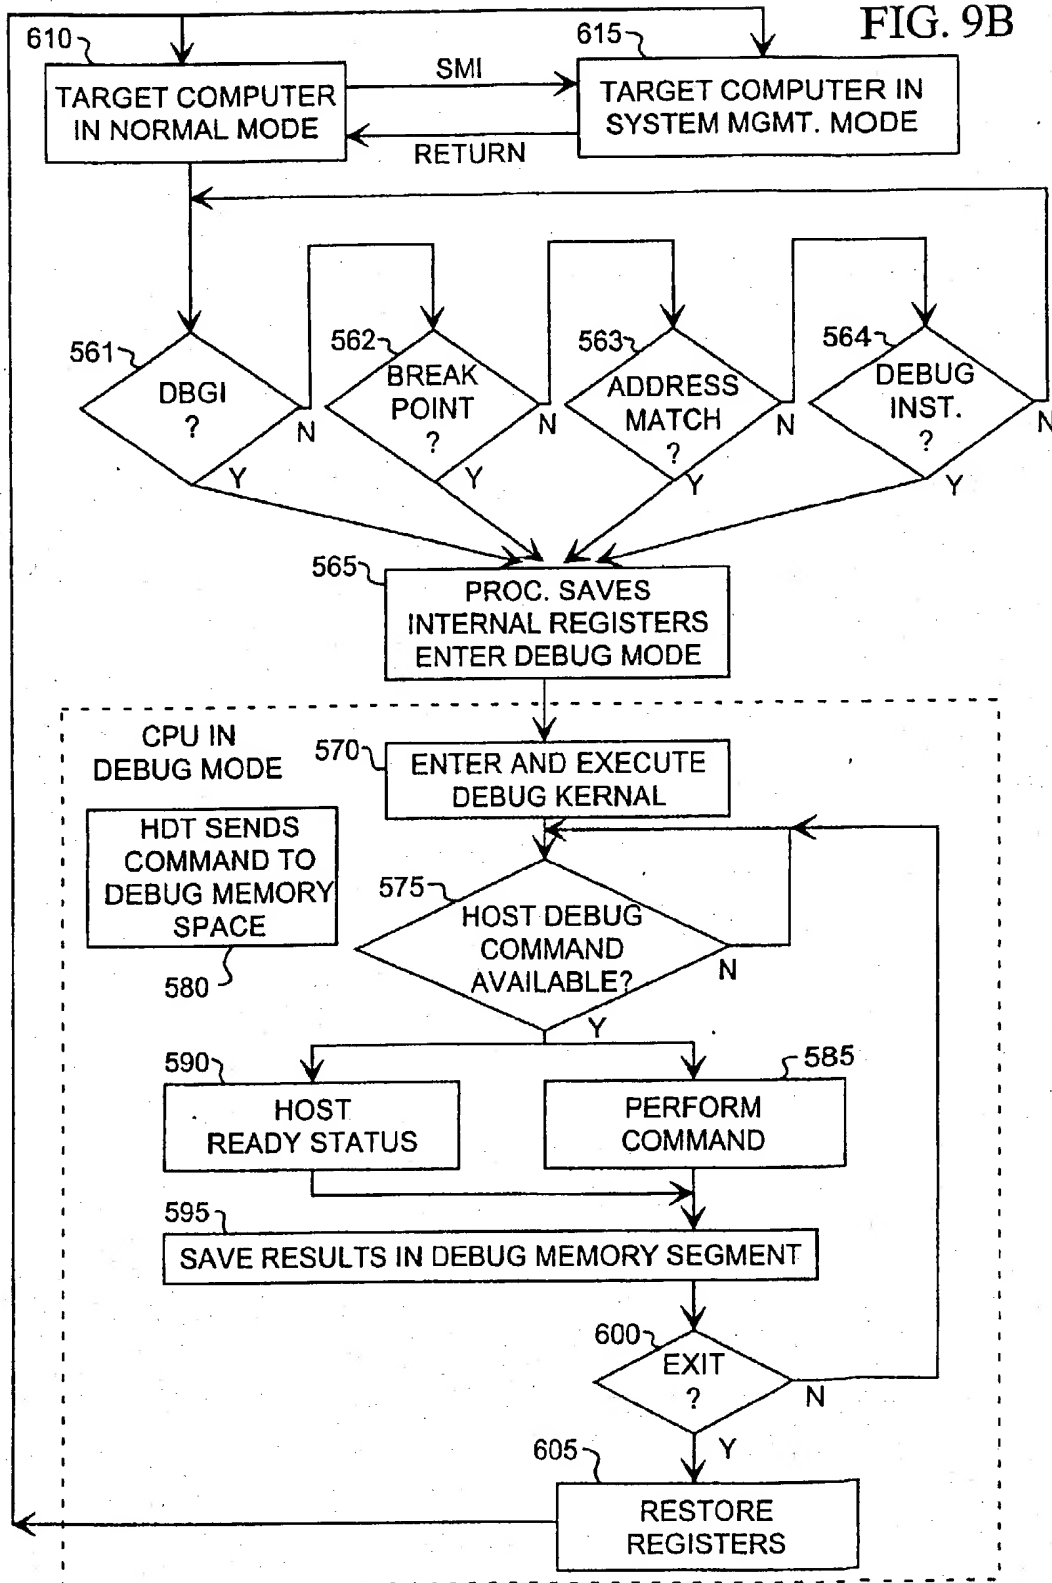 FIG. 9B
610
615
TARGET COMPUTER
IN NORMAL MODE
SMI
RETURN
TARGET COMPUTER IN
SYSTEM MGMT. MODE
561
DBGI
?
N
Y
562
BREAK
POINT
?
N
Y
563
ADDRESS
MATCH
?
N
Y
564
DEBUG
INST.
?
N
Y
565
PROC. SAVES
INTERNAL REGISTERS
ENTER DEBUG MODE
CPU IN
DEBUG MODE
570
ENTER AND EXECUTE
DEBUG KERNAL
HDT SENDS
COMMAND TO
DEBUG MEMORY
SPACE
580
575
HOST DEBUG
COMMAND
AVAILABLE?
N
Y
590
HOST
READY STATUS
585
PERFORM
COMMAND
595
SAVE RESULTS IN DEBUG MEMORY SEGMENT
600
EXIT
?
N
Y
605
RESTORE
REGISTERS